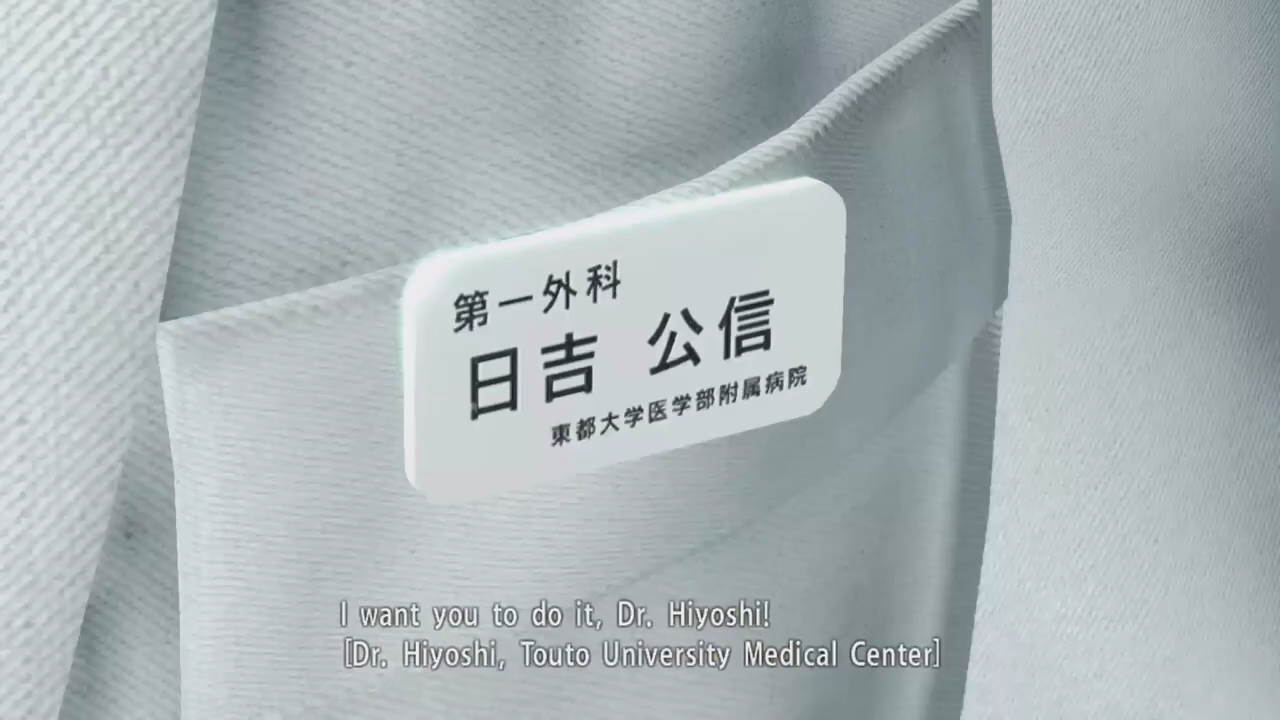 第一外科
日吉 公信
東都大学医学部附属病院
I want you to do it, Dr. Hiyoshi!
[Dr. Hiyoshi, Touto University Medical Center]